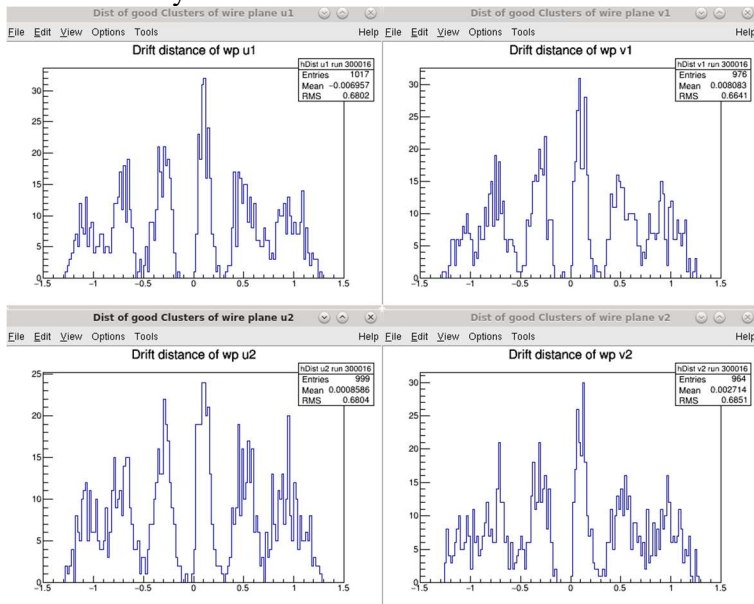 Dist of good Clusters of wire plane u1
File Edit View Options Tools Help
Drift distance of wp u1
hDist u1 run 300016
Entries 1017
Mean −0.006957
RMS 0.6802
30
25
20
15
10
5
0
−1.5 −1 −0.5 0 0.5 1 1.5
Dist of good Clusters of wire plane v1
File Edit View Options Tools Help
Drift distance of wp v1
hDist v1 run 300016
Entries 976
Mean 0.008083
RMS 0.6641
30
25
20
15
10
5
0
−1.5 −1 −0.5 0 0.5 1 1.5
Dist of good Clusters of wire plane u2
File Edit View Options Tools Help
Drift distance of wp u2
hDist u2 run 300016
Entries 999
Mean 0.0008586
RMS 0.6804
25
20
15
10
5
0
−1.5 −1 −0.5 0 0.5 1 1.5
Dist of good Clusters of wire plane v2
File Edit View Options Tools Help
Drift distance of wp v2
hDist v2 run 300016
Entries 964
Mean 0.002714
RMS 0.6851
30
25
20
15
10
5
0
−1.5 −1 −0.5 0 0.5 1 1.5